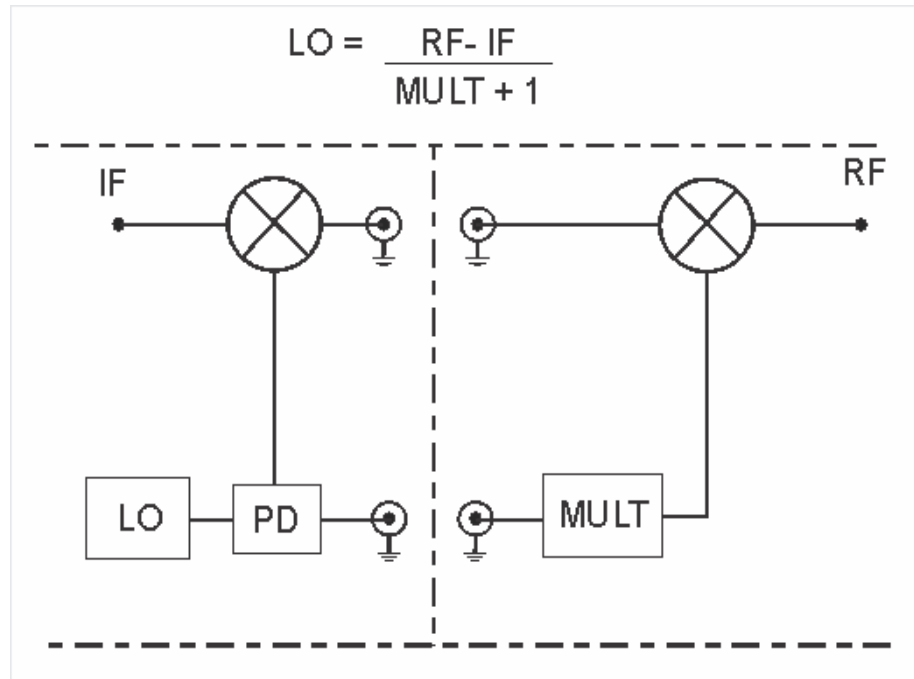 LO = RF- IF
MULT + 1
IF
RF
LO
PD
MULT